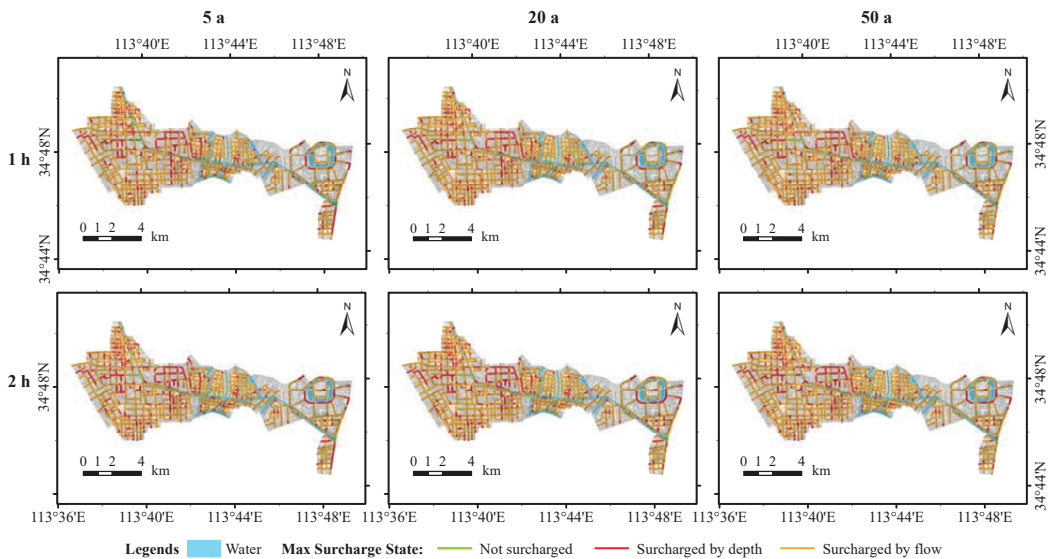 5 a 20 a 50 a
113°40′E 113°44′E 113°48′E 113°40′E 113°44′E 113°48′E 113°40′E 113°44′E 113°48′E
1 h
34°48′N
34°44′N
N
0 1 2 4
km
N
0 1 2 4
km
N
0 1 2 4
km
34°48′N
34°44′N
2 h
34°48′N
N
0 1 2 4
km
N
0 1 2 4
km
N
0 1 2 4
km
34°48′N
34°44′N
113°36′E 113°40′E 113°44′E 113°48′E 113°36′E 113°40′E 113°44′E 113°48′E 113°36′E 113°40′E 113°44′E 113°48′E
Legends Water Max Surcharge State: Not surcharged Surcharged by depth Surcharged by flow